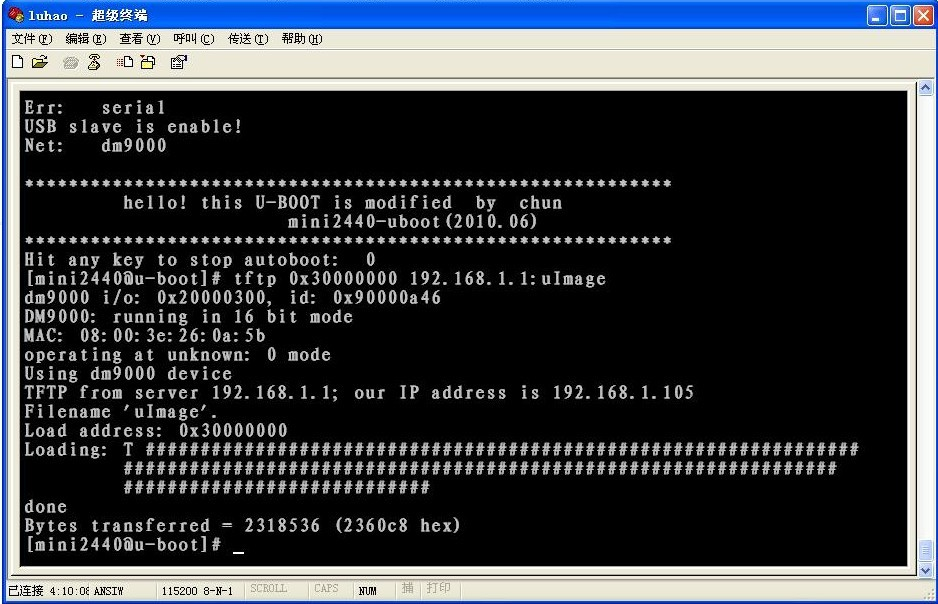 luhao - 超级终端
文件(F) 编辑(E) 查看(V) 呼叫(C) 传送(T) 帮助(H)
Err: serial
USB slave is enable!
Net: dm9000
***********************************************************
hello! this U-BOOT is modified by chun
mini2440-uboot(2010.06)
***********************************************************
Hit any key to stop autoboot: 0
[mini2440@u-boot]# tftp 0x30000000 192.168.1.1:uImage
dm9000 i/o: 0x20000300, id: 0x90000a46
DM9000: running in 16 bit mode
MAC: 08:00:3e:26:0a:5b
operating at unknown: 0 mode
Using dm9000 device
TFTP from server 192.168.1.1; our IP address is 192.168.1.105
Filename 'uImage'.
Load address: 0x30000000
Loading: T #################################################################
#################################################################
############################
done
Bytes transferred = 2318536 (2360c8 hex)
[mini2440@u-boot]# _
已连接 4:10:08 ANSIW 115200 8-N-1 SCROLL CAPS NUM 捕 打印